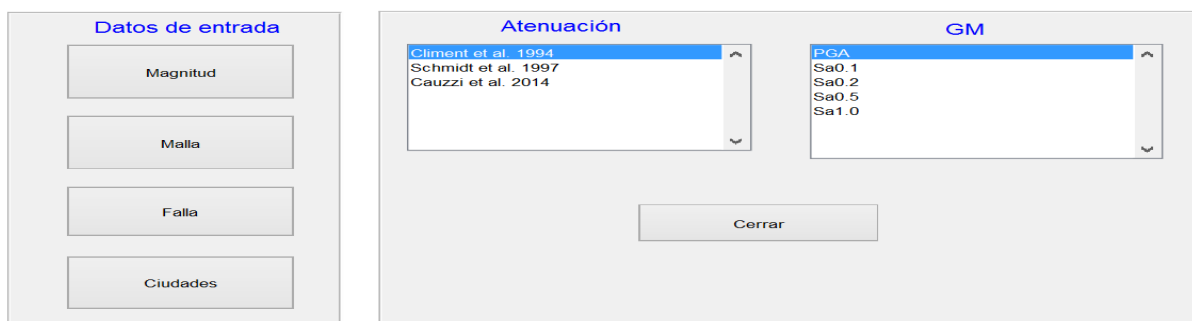 Datos de entrada
Magnitud
Malla
Falla
Ciudades
Atenuación
Climent et al. 1994
Schmidt et al. 1997
Cauzzi et al. 2014
GM
PGA
Sa0.1
Sa0.2
Sa0.5
Sa1.0
Cerrar